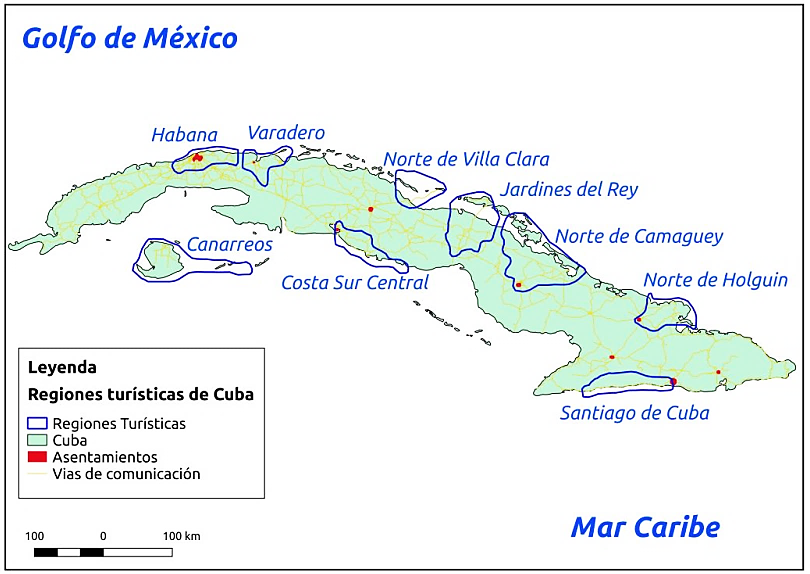 Golfo de México
Habana
Varadero
Norte de Villa Clara
Jardines del Rey
Norte de Camaguey
Canarreos
Costa Sur Central
Norte de Holguin
Leyenda
Regiones turísticas de Cuba
Regiones Turísticas
Cuba
Asentamientos
Vias de comunicación
Santiago de Cuba
Mar Caribe
100 0 100 km